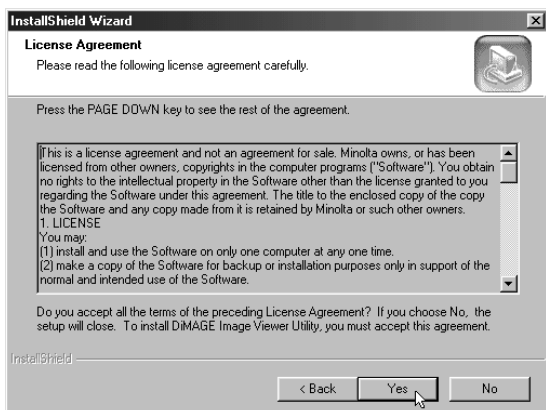 InstallShield Wizard
License Agreement
Please read the following license agreement carefully.
Press the PAGE DOWN key to see the rest of the agreement.
This is a license agreement and not an agreement for sale. Minolta owns, or has been
licensed from other owners, copyrights in the computer programs ("Software"). You obtain
no rights to the intellectual property in the Software other than the license granted to you
regarding the Software under this agreement. The title to the enclosed copy of the copy
the Software and any copy made from it is retained by Minolta or such other owners.
1. LICENSE
You may:
(1) install and use the Software on only one computer at any one time.
(2) make a copy of the Software for backup or installation purposes only in support of the
normal and intended use of the Software.
Do you accept all the terms of the preceding License Agreement? If you choose No, the
setup will close. To install DiMAGE Image Viewer Utility, you must accept this agreement.
InstallShield
< Back Yes No